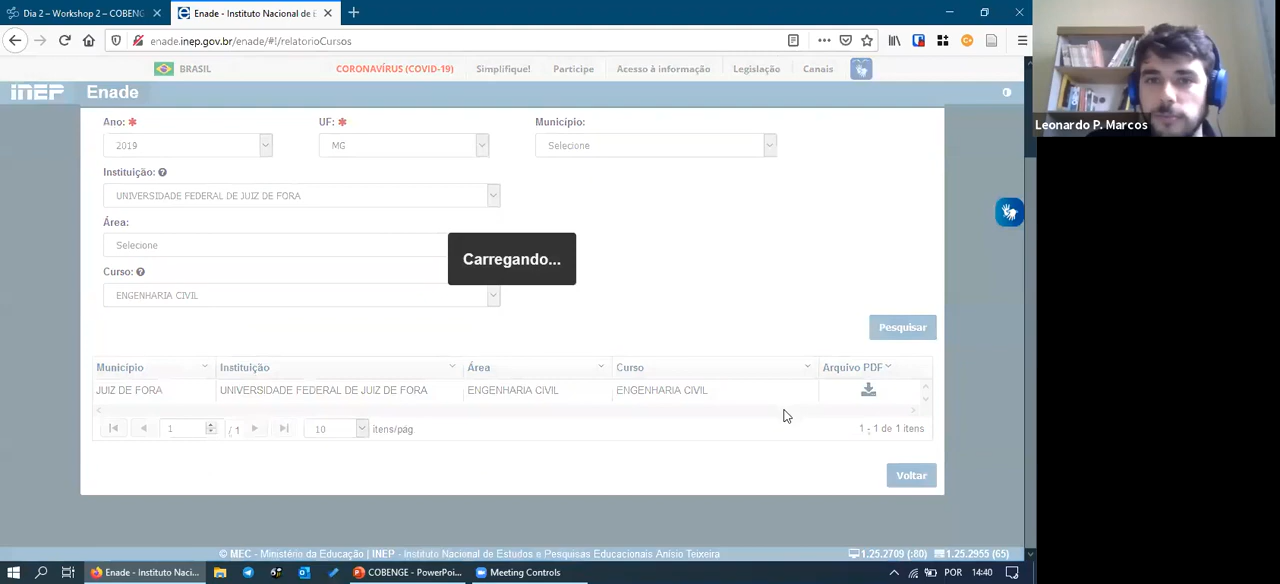 Dia 2 – Workshop 2 – COBENG
Enade - Instituto Nacional de E
enade.inep.gov.br/enade/#!/relatorioCursos
BRASIL
CORONAVÍRUS (COVID-19)
Simplifique!
Participe
Acesso à informação
Legislação
Canais
inep
Enade
Leonardo P. Marcos
Ano: *
UF: *
Município:
2019
MG
Selecione
Instituição:
UNIVERSIDADE FEDERAL DE JUIZ DE FORA
Área:
Selecione
Carregando...
Curso:
ENGENHARIA CIVIL
Pesquisar
Município
Instituição
Área
Curso
Arquivo PDF
JUIZ DE FORA
UNIVERSIDADE FEDERAL DE JUIZ DE FORA
ENGENHARIA CIVIL
ENGENHARIA CIVIL
1
/ 1
10
itens/pág
1 - 1 de 1 itens
Voltar
© MEC - Ministério da Educação | INEP - Instituto Nacional de Estudos e Pesquisas Educacionais Anísio Teixeira
1.25.2709 (:80)
1.25.2955 (65)
Enade - Instituto Naci...
COBENGE - PowerPo...
Meeting Controls
POR
14:40